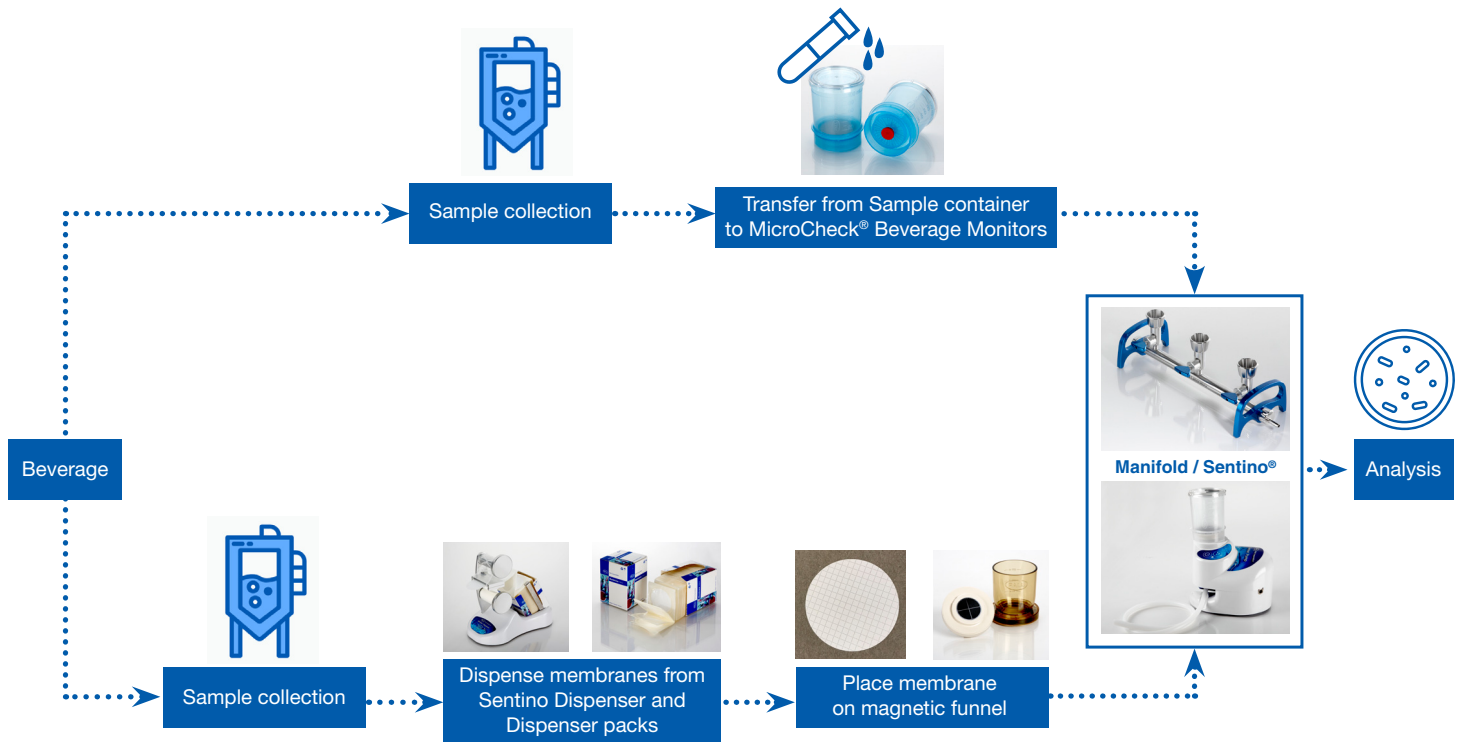 Sample collection
Transfer from Sample container
to MicroCheck® Beverage Monitors
Manifold / Sentino®
Beverage
Analysis
Sample collection
Dispense membranes from
Sentino Dispenser and
Dispenser packs
Place membrane
on magnetic funnel